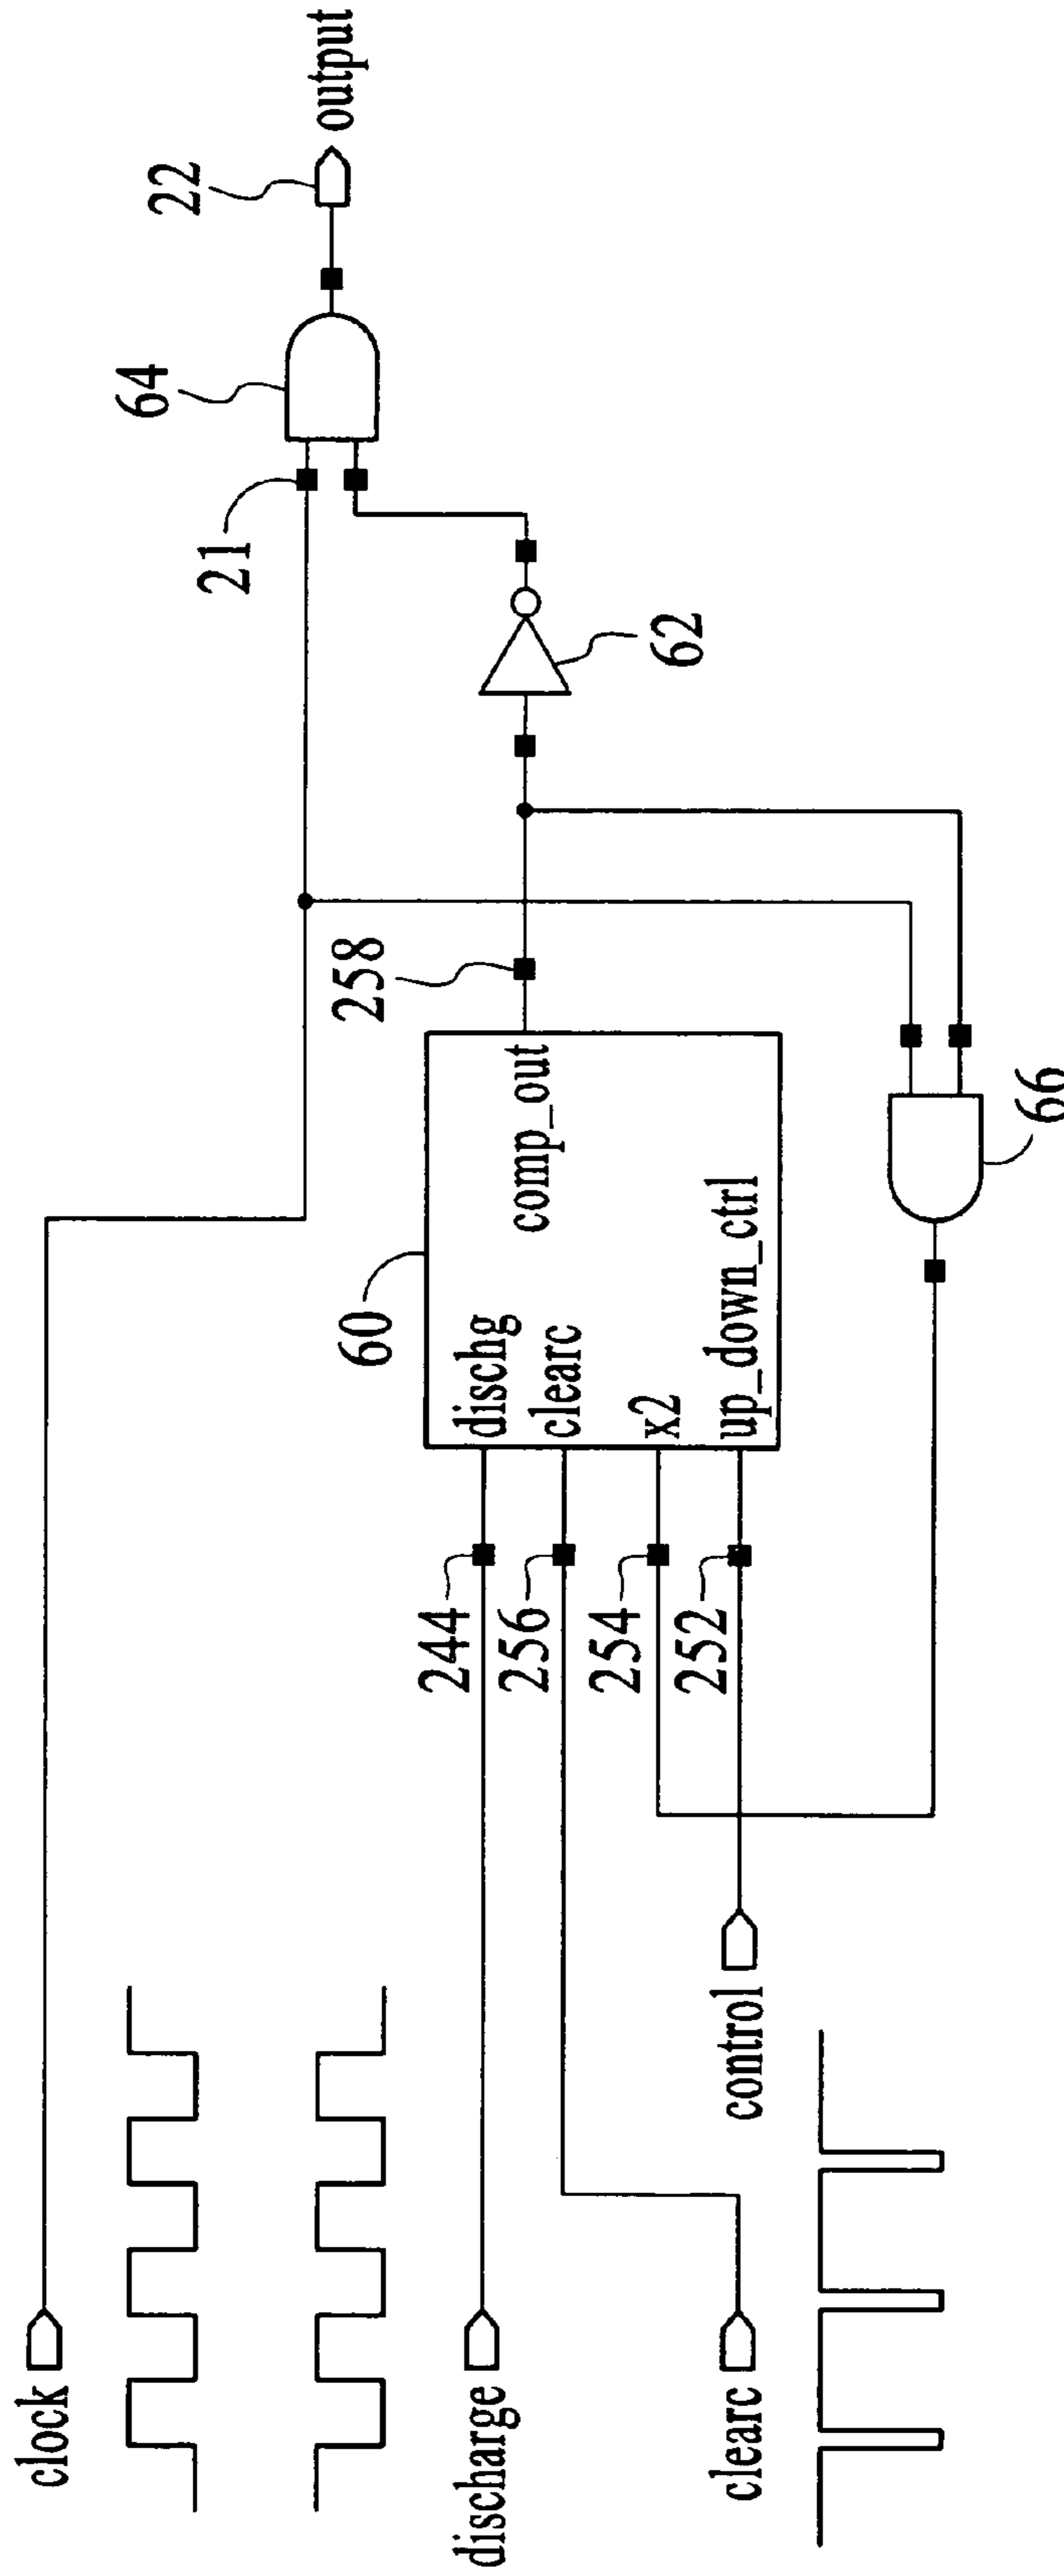 clock
discharge
clearc
control
244
256
254
252
60
dischg
clearc
x2
up_down_ctrl
comp_out
258
66
62
21
64
22
output